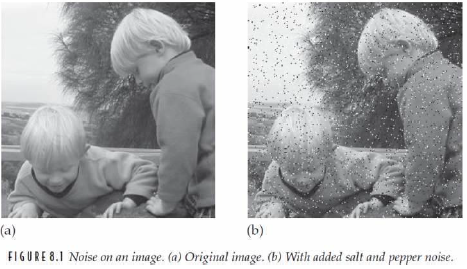 (a)
(b)
FIGURE 8.1 Noise on an image. (a) Original image. (b) With added salt and pepper noise.